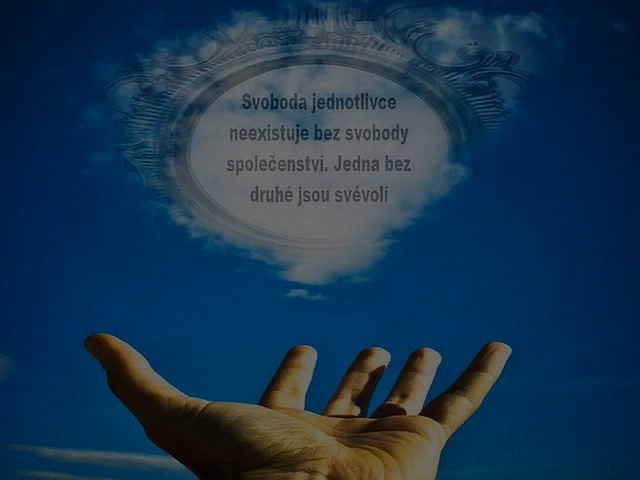 Svoboda jednotlivce
neexistuje bez svobody
společenství. Jedna bez
druhé jsou svévolí